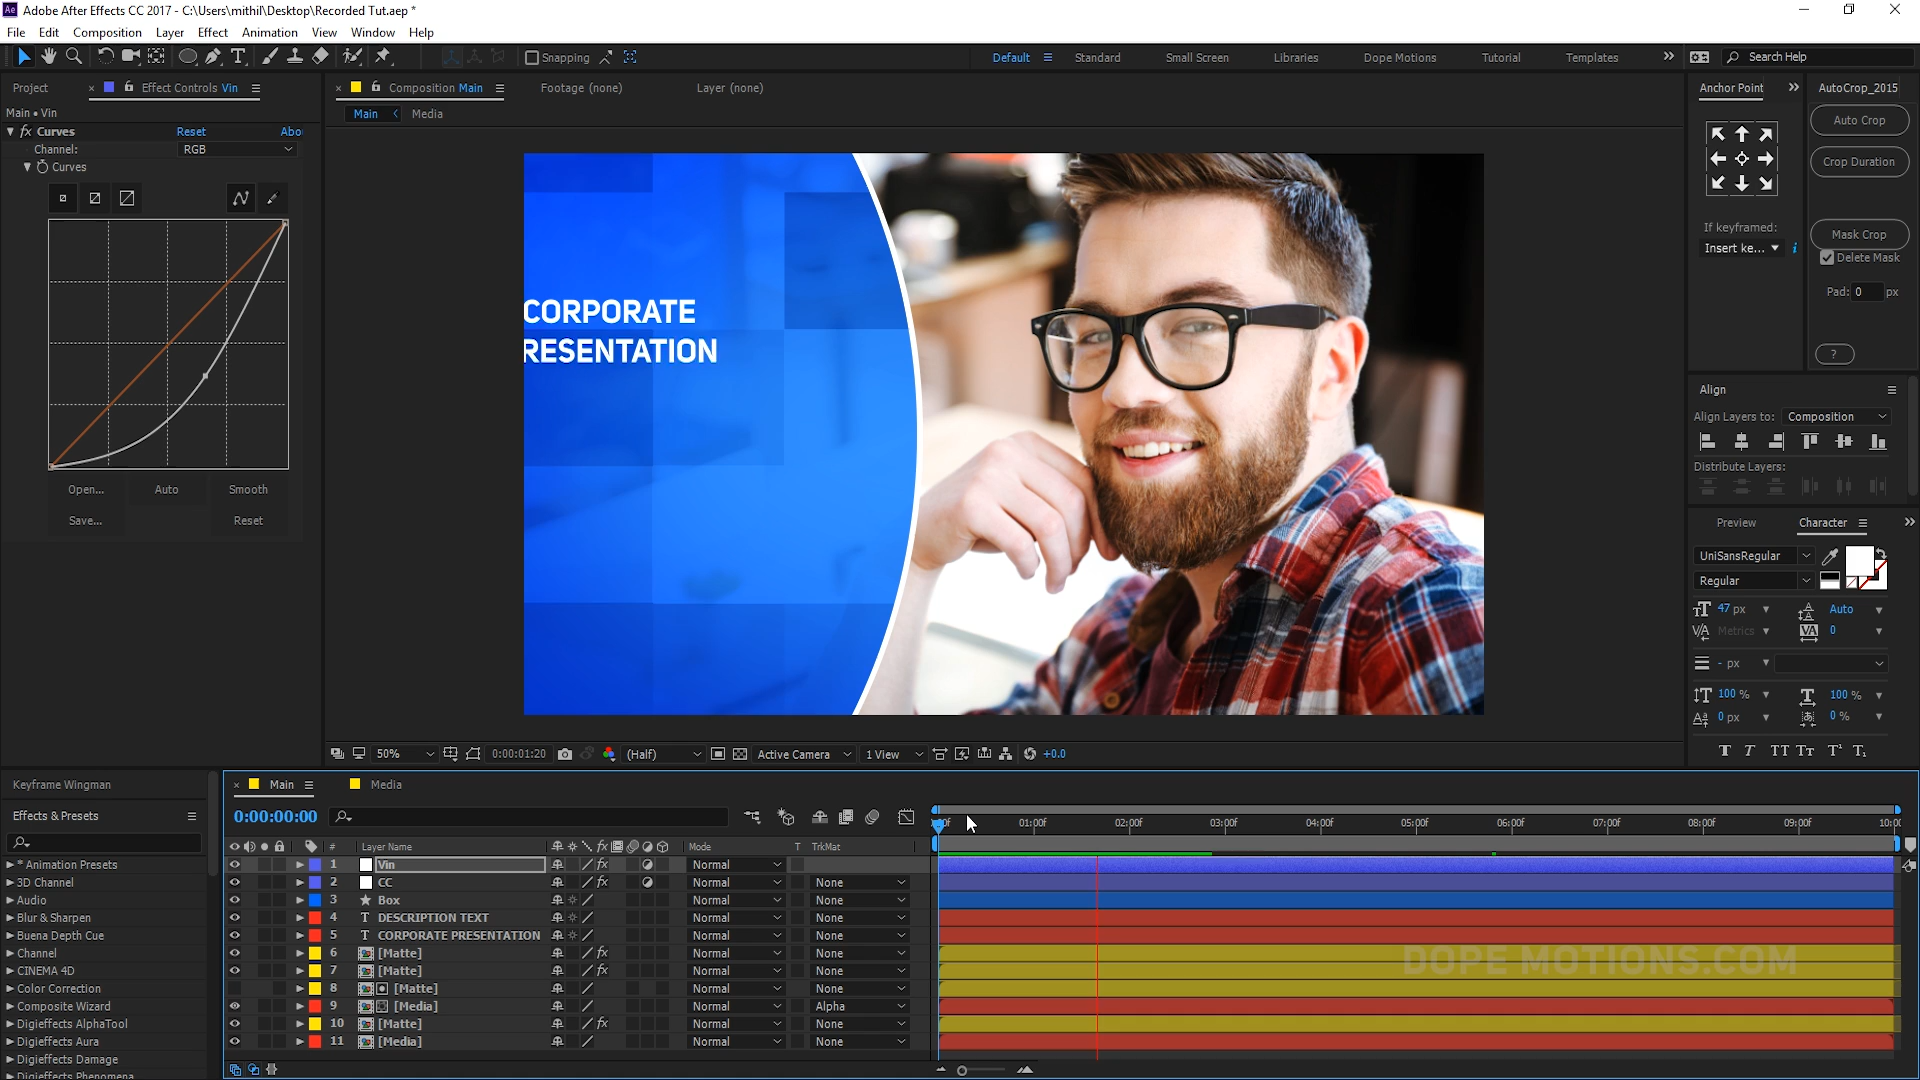 Adobe After Effects CC 2017 - C:\Users\mithil\Desktop\Recorded Tut.aep *
File Edit Composition Layer Effect Animation View Window Help
Snapping
Default Standard Small Screen Libraries Dope Motions Tutorial Templates
Search Help
Project
Effect Controls Vin
Main • Vin
fx Curves Reset Abo
Channel: RGB
Curves
Open... Auto Smooth
Save... Reset
Composition Main
Footage (none)
Layer (none)
Main Media
CORPORATE
RESENTATION
50% 0:00:01:20 (Half) Active Camera 1 View +0.0
Anchor Point
If keyframed:
Insert ke...
AutoCrop_2015
Auto Crop
Crop Duration
Mask Crop
Delete Mask
Pad: 0 px
?
Align
Align Layers to: Composition
Distribute Layers:
Preview Character
UniSansRegular
Regular
47 px Auto
Metrics 0
- px
100 % 100 %
0 px 0 %
Keyframe Wingman
Effects & Presets
* Animation Presets
3D Channel
Audio
Blur & Sharpen
Buena Depth Cue
Channel
CINEMA 4D
Color Correction
Composite Wizard
Digieffects AlphaTool
Digieffects Aura
Digieffects Damage
Digieffects Phenomena
Main Media
0:00:00:00
01:00f 02:00f 03:00f 04:00f 05:00f 06:00f 07:00f 08:00f 09:00f
# Layer Name Mode T TrkMat
1 Vin Normal
2 CC Normal None
3 Box Normal None
4 T DESCRIPTION TEXT Normal None
5 T CORPORATE PRESENTATION Normal None
6 [Matte] Normal None
7 [Matte] Normal None
8 [Matte] Normal None
9 [Media] Normal Alpha
10 [Matte] Normal None
11 [Media] Normal None
DOPE MOTIONS.COM